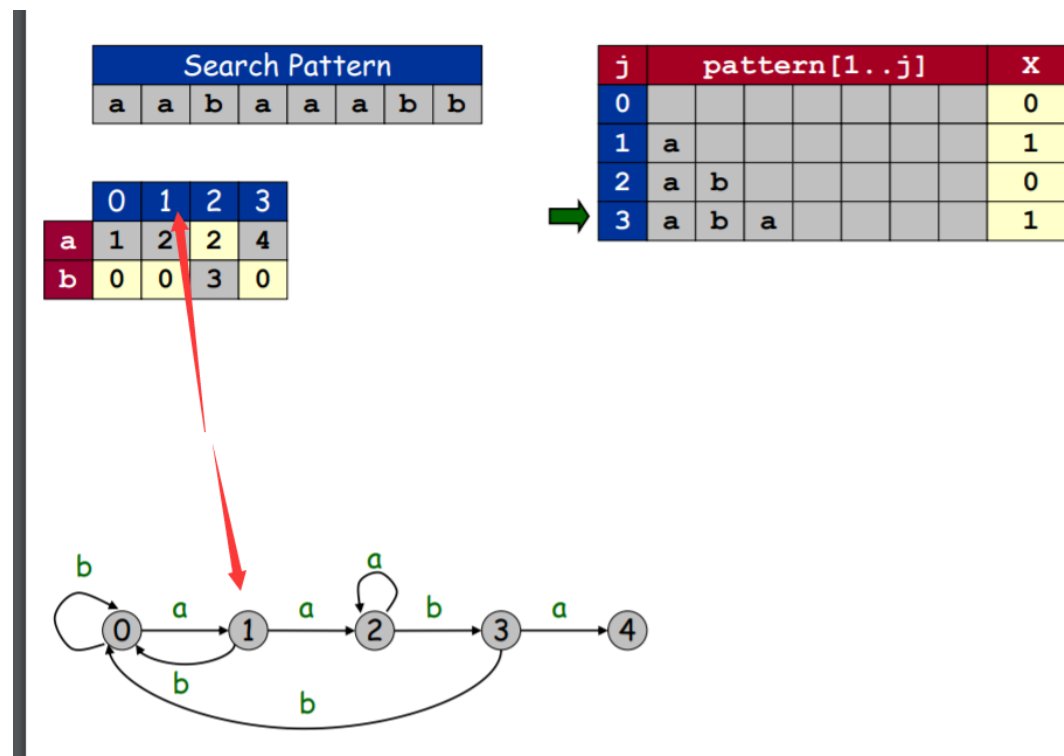 Search Pattern
a a b a a a b b
0 1 2 3
a 1 2 2 4
b 0 0 3 0
j pattern[1..j] X
0 0
1 a 1
2 a b 0
3 a b a 1
b a
a a b a
0 1 2 3 4
b
b